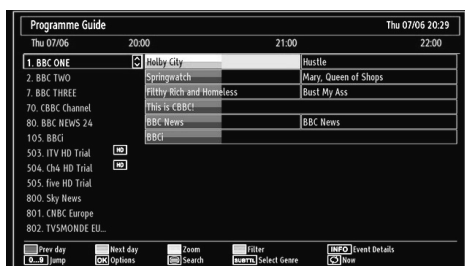 Programme Guide Thu 07/06 20:29
Thu 07/06 20:00 21:00 22:00
1. BBC ONE Holby City Hustle
2. BBC TWO Springwatch Mary, Queen of Shops
7. BBC THREE Filthy Rich and Homeless Bust My Ass
70. CBBC Channel This is CBBC!
80. BBC NEWS 24 BBC News BBC News
105. BBCi BBCi
503. ITV HD Trial HD
504. Ch4 HD Trial HD
505. five HD Trial
800. Sky News
801. CNBC Europe
802. TV5MONDE EU...
Prev day Next day Zoom Filter INFO Event Details
0...9 Jump OK Options Search SUBTTL Select Genre Now